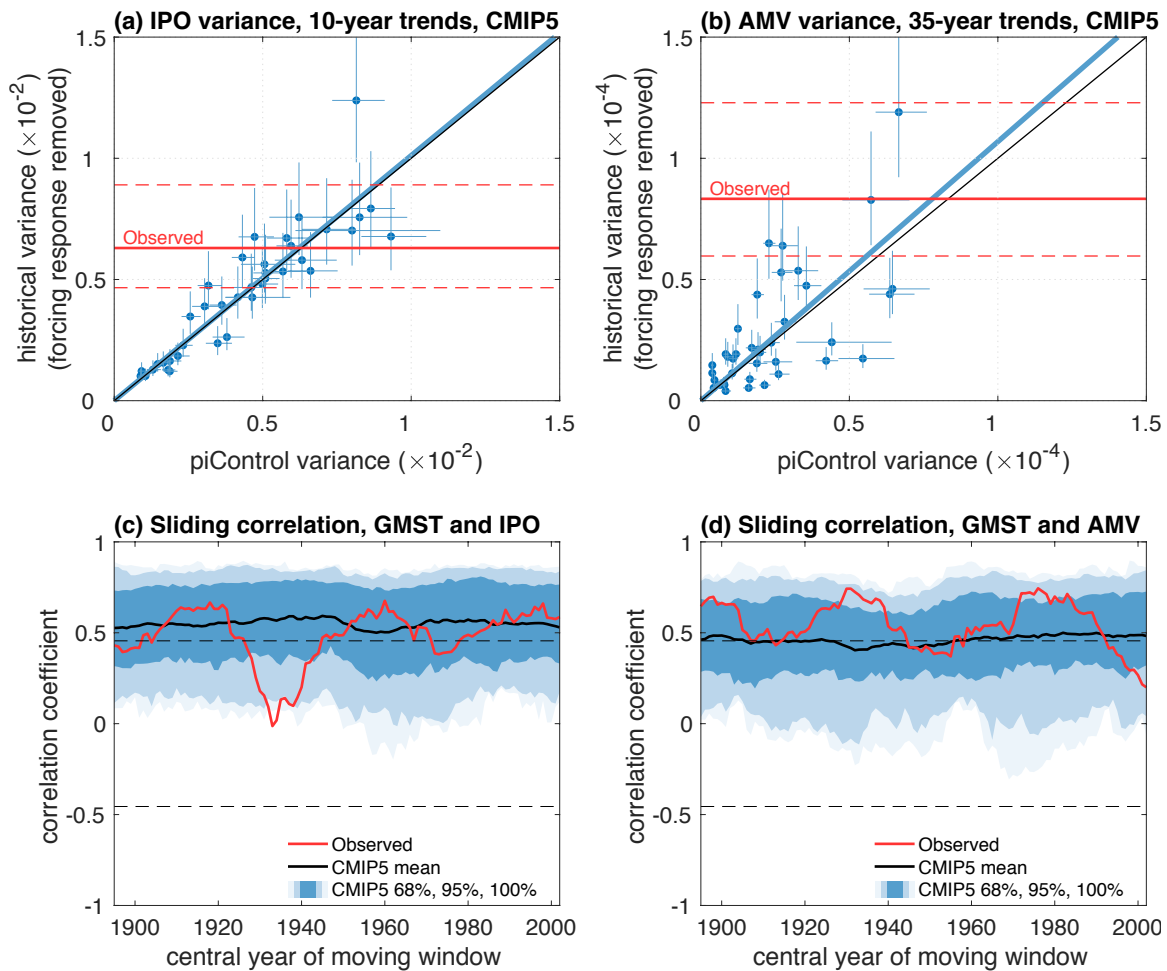 (a) IPO variance, 10-year trends, CMIP5
historical variance (×10⁻²)
(forcing response removed)
1.5
1
0.5
0
Observed
0 0.5 1 1.5
piControl variance (×10⁻²)
(b) AMV variance, 35-year trends, CMIP5
historical variance (×10⁻⁴)
(forcing response removed)
1.5
1
0.5
0
Observed
0 0.5 1 1.5
piControl variance (×10⁻⁴)
(c) Sliding correlation, GMST and IPO
correlation coefficient
1
0.5
0
-0.5
-1
Observed
CMIP5 mean
CMIP5 68%, 95%, 100%
1900 1920 1940 1960 1980 2000
central year of moving window
(d) Sliding correlation, GMST and AMV
correlation coefficient
1
0.5
0
-0.5
-1
Observed
CMIP5 mean
CMIP5 68%, 95%, 100%
1900 1920 1940 1960 1980 2000
central year of moving window